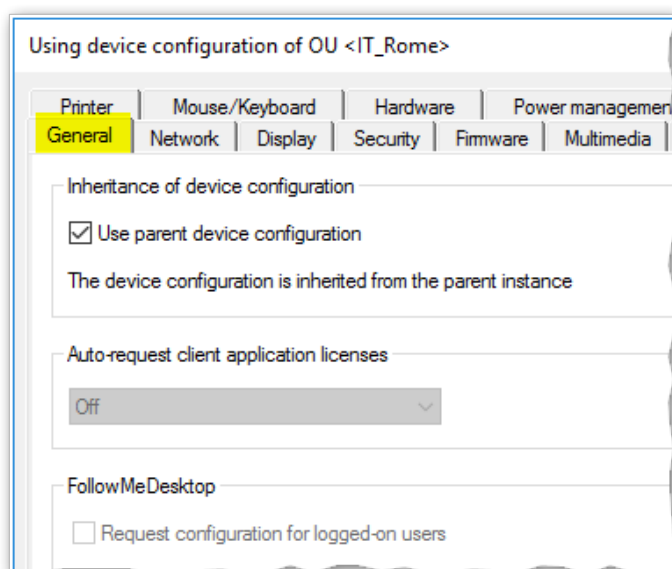 Using device configuration of OU <IT_Rome>
Printer Mouse/Keyboard Hardware Power
General Network Display Security Firmware Multimedia
Inheritance of device configuration
Use parent device configuration
The device configuration is inherited from the parent instance
Auto-request client application licenses
Off
FollowMeDesktop
Request configuration for logged-on users